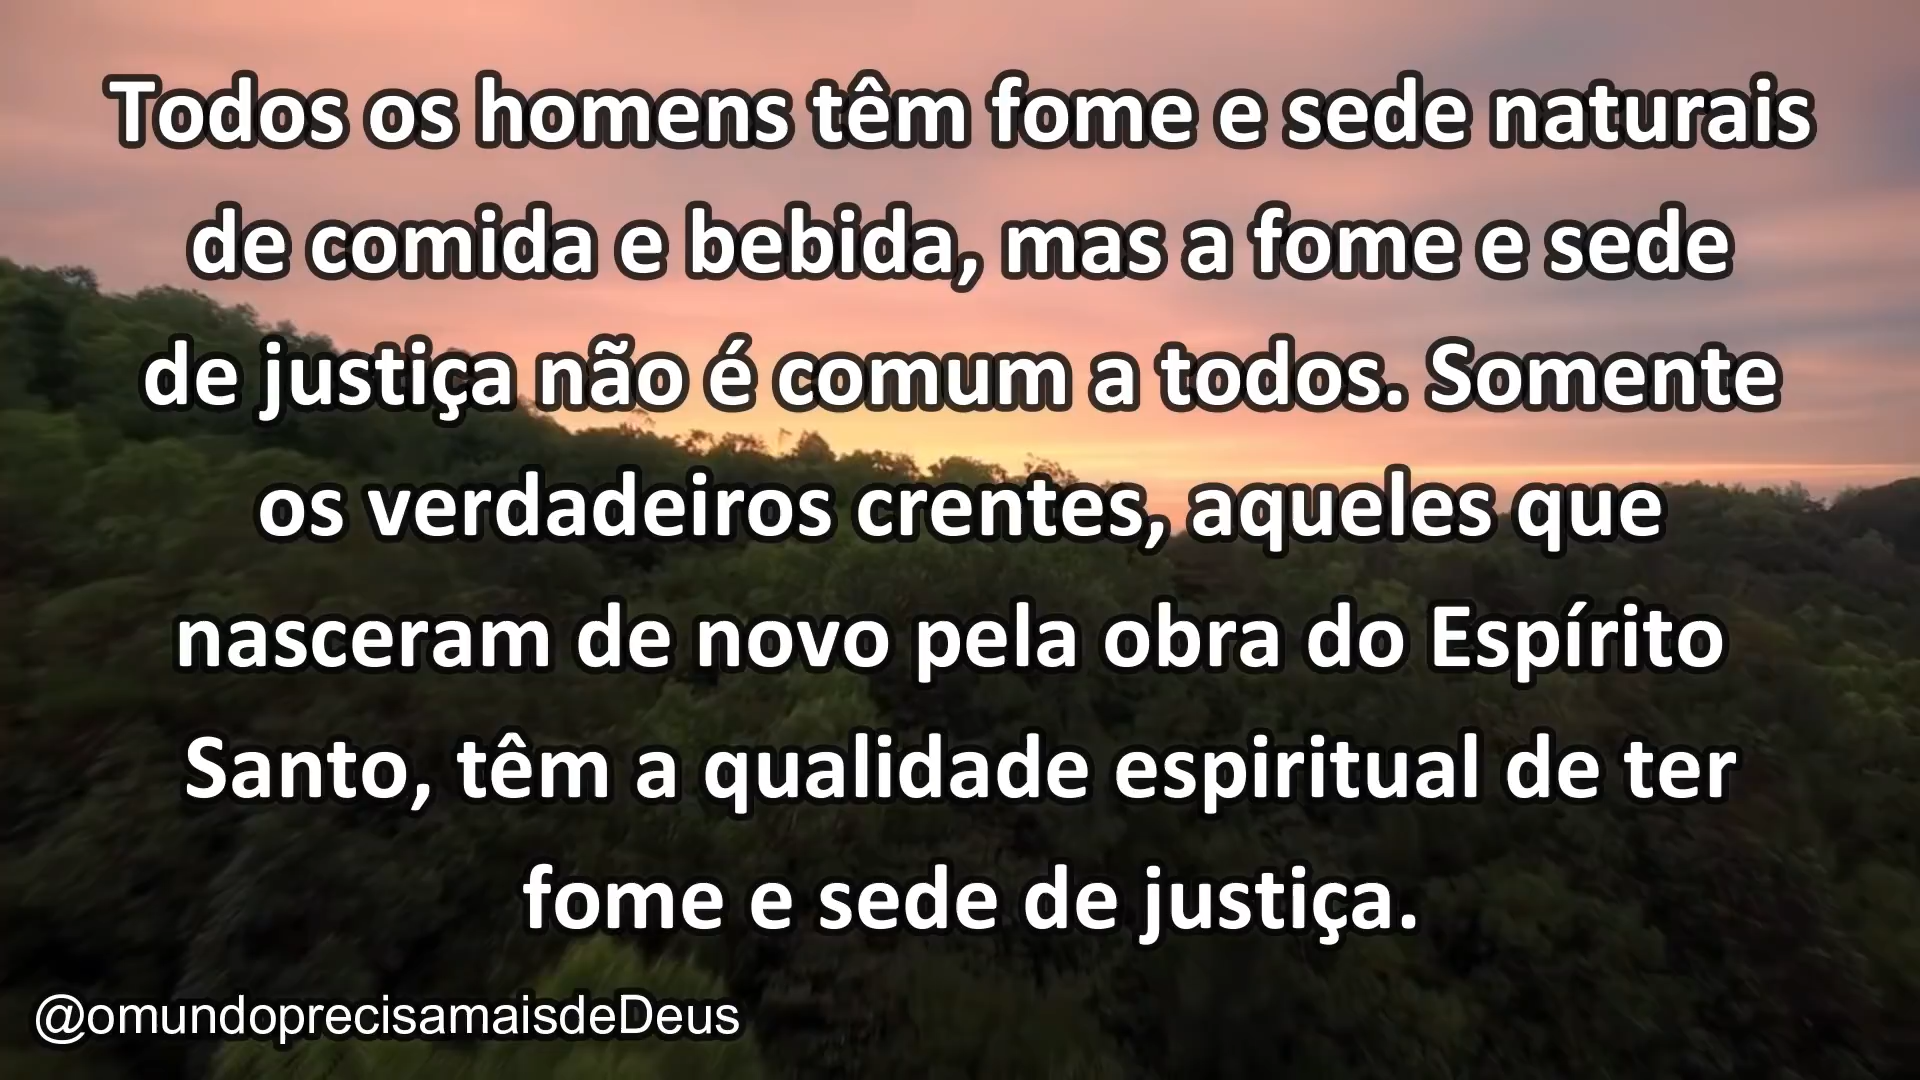 Todos os homens têm fome e sede naturais
de comida e bebida, mas a fome e sede
de justiça não é comum a todos. Somente
os verdadeiros crentes, aqueles que
nasceram de novo pela obra do Espírito
Santo, têm a qualidade espiritual de ter
fome e sede de justiça.
@omundoprecisamaisdeDeus